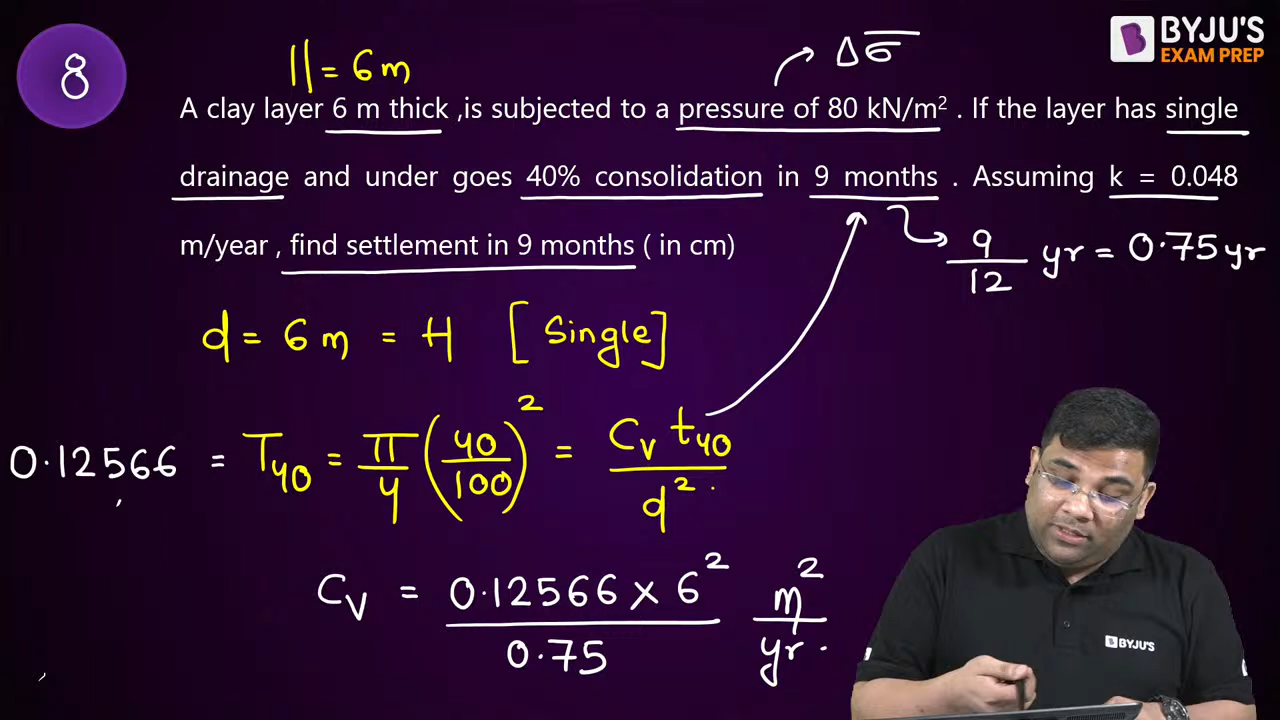 8
BYJU'S
EXAM PREP
H = 6 m
Δσ̅
A clay layer 6 m thick ,is subjected to a pressure of 80 kN/m² . If the layer has single
drainage and under goes 40% consolidation in 9 months . Assuming k = 0.048
m/year , find settlement in 9 months ( in cm)
9/12 yr = 0.75 yr
d = 6 m = H [Single]
0.12566 = T₄₀ = π/4 (40/100)² = Cᵥ t₄₀/d²
Cᵥ = 0.12566 × 6²/0.75 m²/yr.
BYJU'S